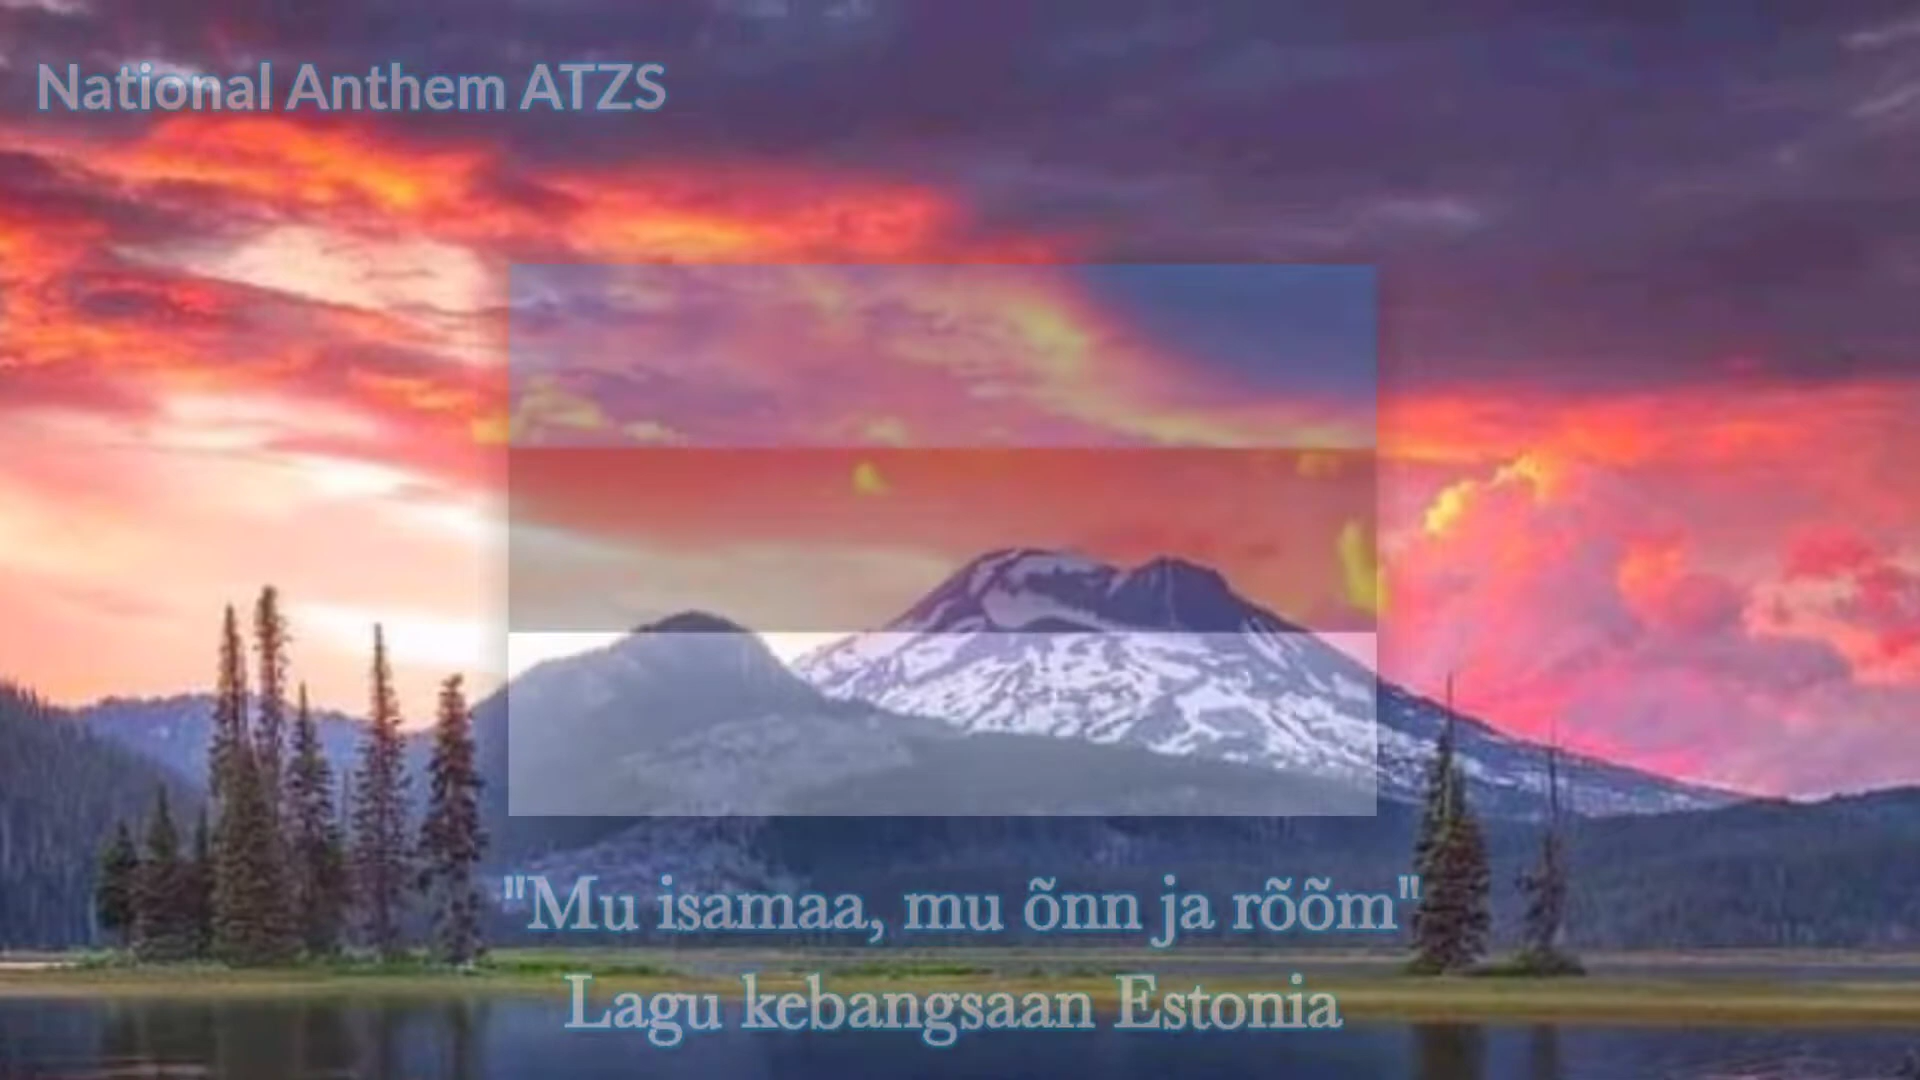 National Anthem ATZS
"Mu isamaa, mu õnn ja rõõm"
Lagu kebangsaan Estonia